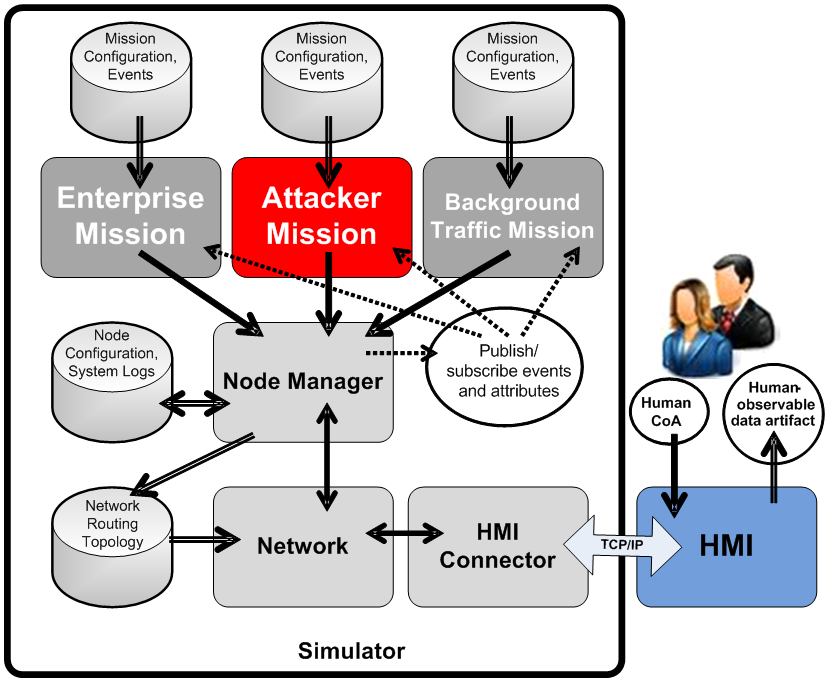 Mission
Configuration,
Events
Mission
Configuration,
Events
Mission
Configuration,
Events
Enterprise
Mission
Attacker
Mission
Background
Traffic Mission
Node
Configuration,
System Logs
Node Manager
Publish/
subscribe events
and attributes
Human
CoA
Human-
observable
data artifact
Network
Routing
Topology
Network
HMI
Connector
TCP/IP
HMI
Simulator